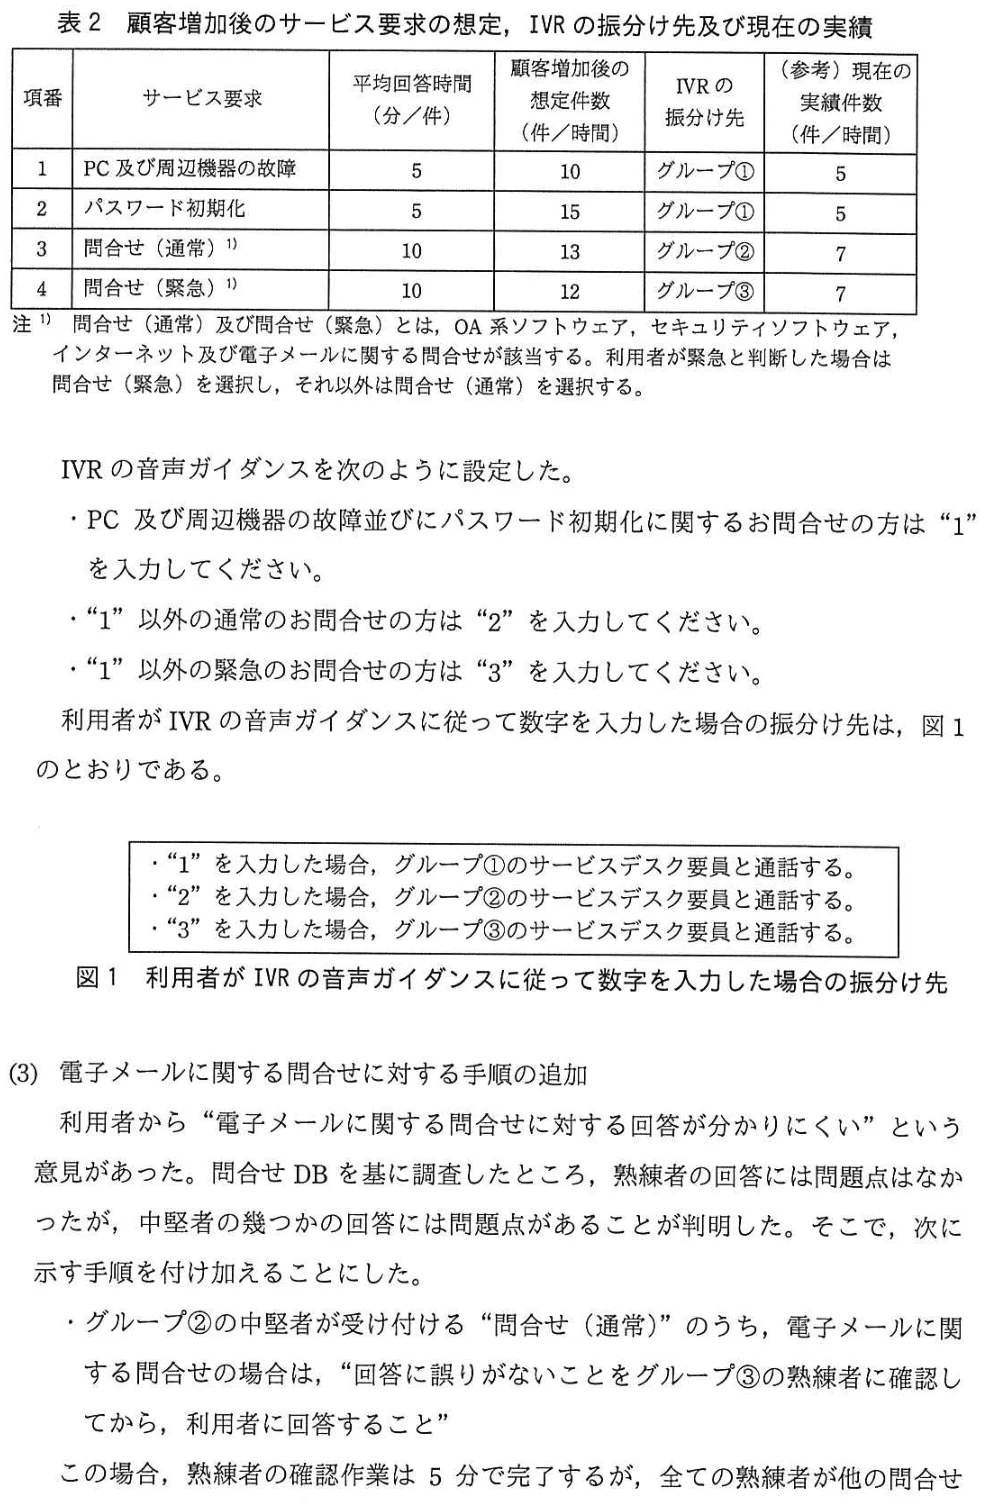 表2 顧客増加後のサービス要求の想定，IVRの振分け先及び現在の実績
項番 サービス要求 平均回答時間（分／件） 顧客増加後の想定件数（件／時間） IVRの振分け先 （参考）現在の実績件数（件／時間）
1 PC及び周辺機器の故障 5 10 グループ① 5
2 パスワード初期化 5 15 グループ① 5
3 問合せ（通常）1) 10 13 グループ② 7
4 問合せ（緊急）1) 10 12 グループ③ 7
注1) 問合せ（通常）及び問合せ（緊急）とは，OA系ソフトウェア，セキュリティソフトウェア，
インターネット及び電子メールに関する問合せが該当する。利用者が緊急と判断した場合は
問合せ（緊急）を選択し，それ以外は問合せ（通常）を選択する。
IVRの音声ガイダンスを次のように設定した。
・PC 及び周辺機器の故障並びにパスワード初期化に関するお問合せの方は“1”
を入力してください。
・“1”以外の通常のお問合せの方は“2”を入力してください。
・“1”以外の緊急のお問合せの方は“3”を入力してください。
利用者がIVRの音声ガイダンスに従って数字を入力した場合の振分け先は，図1
のとおりである。
・“1”を入力した場合，グループ①のサービスデスク要員と通話する。
・“2”を入力した場合，グループ②のサービスデスク要員と通話する。
・“3”を入力した場合，グループ③のサービスデスク要員と通話する。
図1 利用者がIVRの音声ガイダンスに従って数字を入力した場合の振分け先
(3) 電子メールに関する問合せに対する手順の追加
利用者から“電子メールに関する問合せに対する回答が分かりにくい”という
意見があった。問合せDBを基に調査したところ，熟練者の回答には問題点はなか
ったが，中堅者の幾つかの回答には問題点があることが判明した。そこで，次に
示す手順を付け加えることにした。
・グループ②の中堅者が受け付ける“問合せ（通常）”のうち，電子メールに関
する問合せの場合は，“回答に誤りがないことをグループ③の熟練者に確認し
てから，利用者に回答すること”
この場合，熟練者の確認作業は5分で完了するが，全ての熟練者が他の問合せ